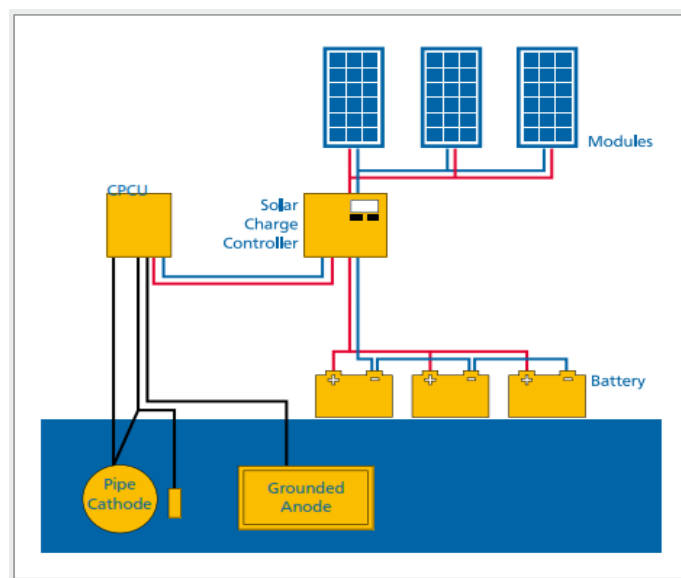 Modules
CPCU
Solar
Charge
Controller
+ - + - + -
Battery
Pipe
Cathode
Grounded
Anode